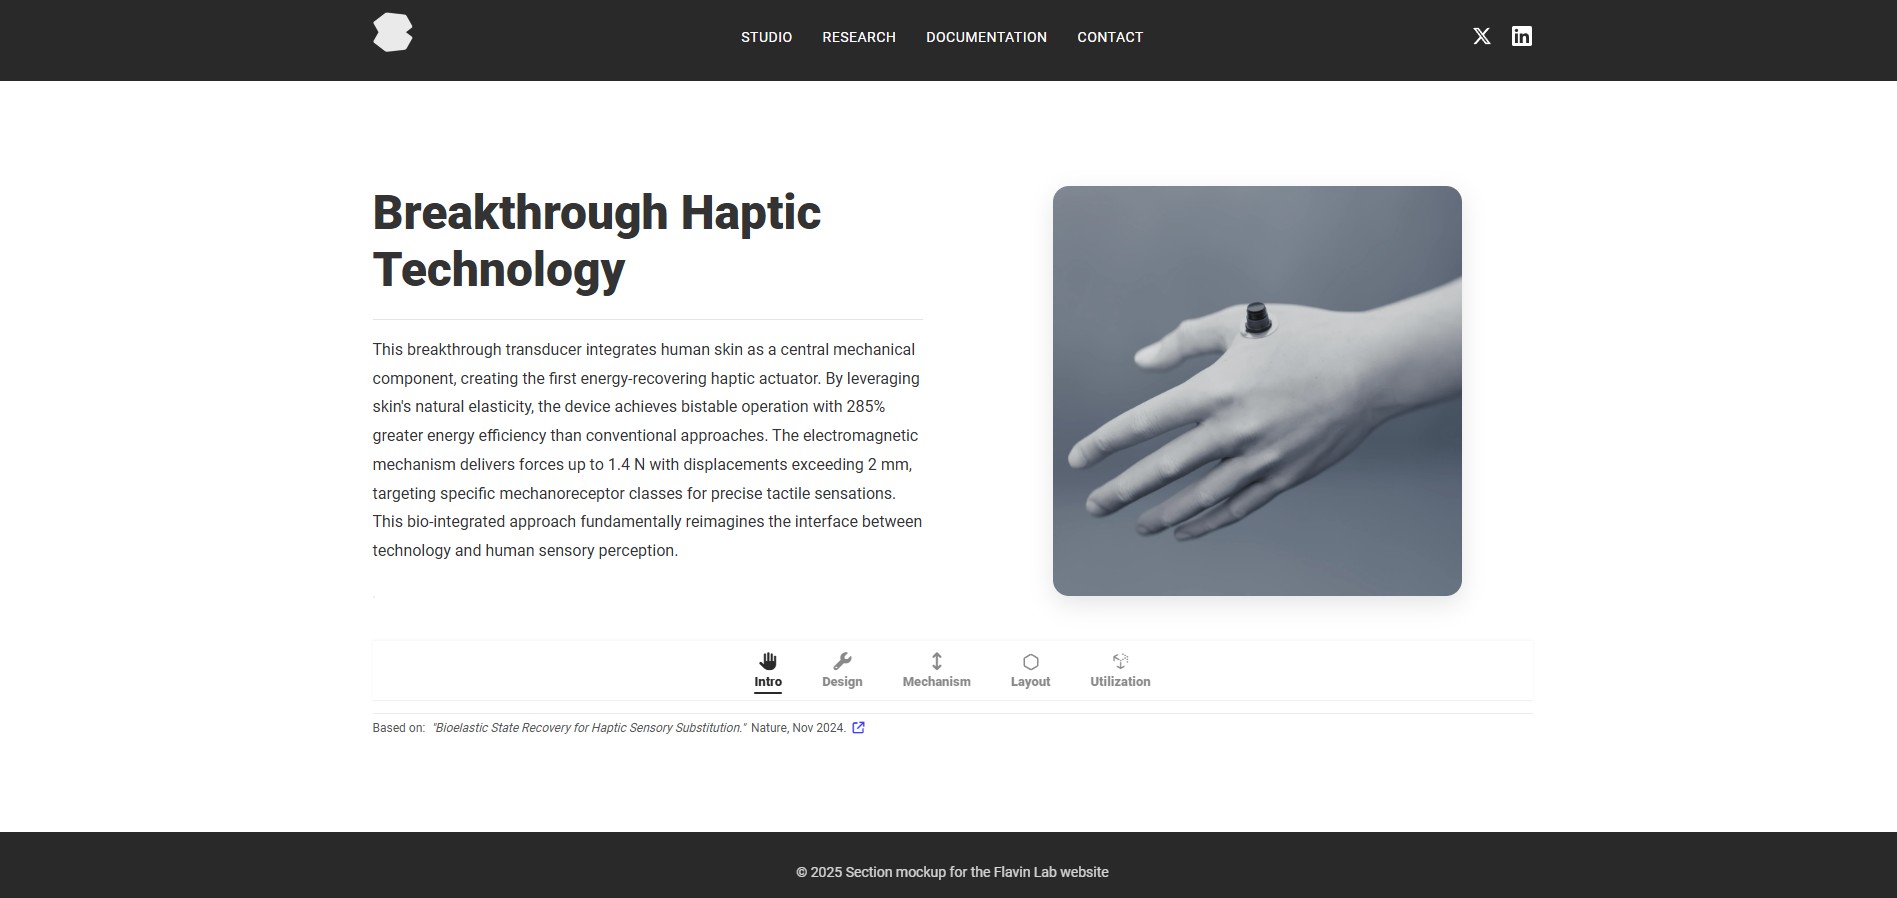 STUDIO RESEARCH DOCUMENTATION CONTACT
Breakthrough Haptic
Technology
This breakthrough transducer integrates human skin as a central mechanical
component, creating the first energy-recovering haptic actuator. By leveraging
skin's natural elasticity, the device achieves bistable operation with 285%
greater energy efficiency than conventional approaches. The electromagnetic
mechanism delivers forces up to 1.4 N with displacements exceeding 2 mm,
targeting specific mechanoreceptor classes for precise tactile sensations.
This bio-integrated approach fundamentally reimagines the interface between
technology and human sensory perception.
Intro Design Mechanism Layout Utilization
Based on: "Bioelastic State Recovery for Haptic Sensory Substitution." Nature, Nov 2024.
© 2025 Section mockup for the Flavin Lab website